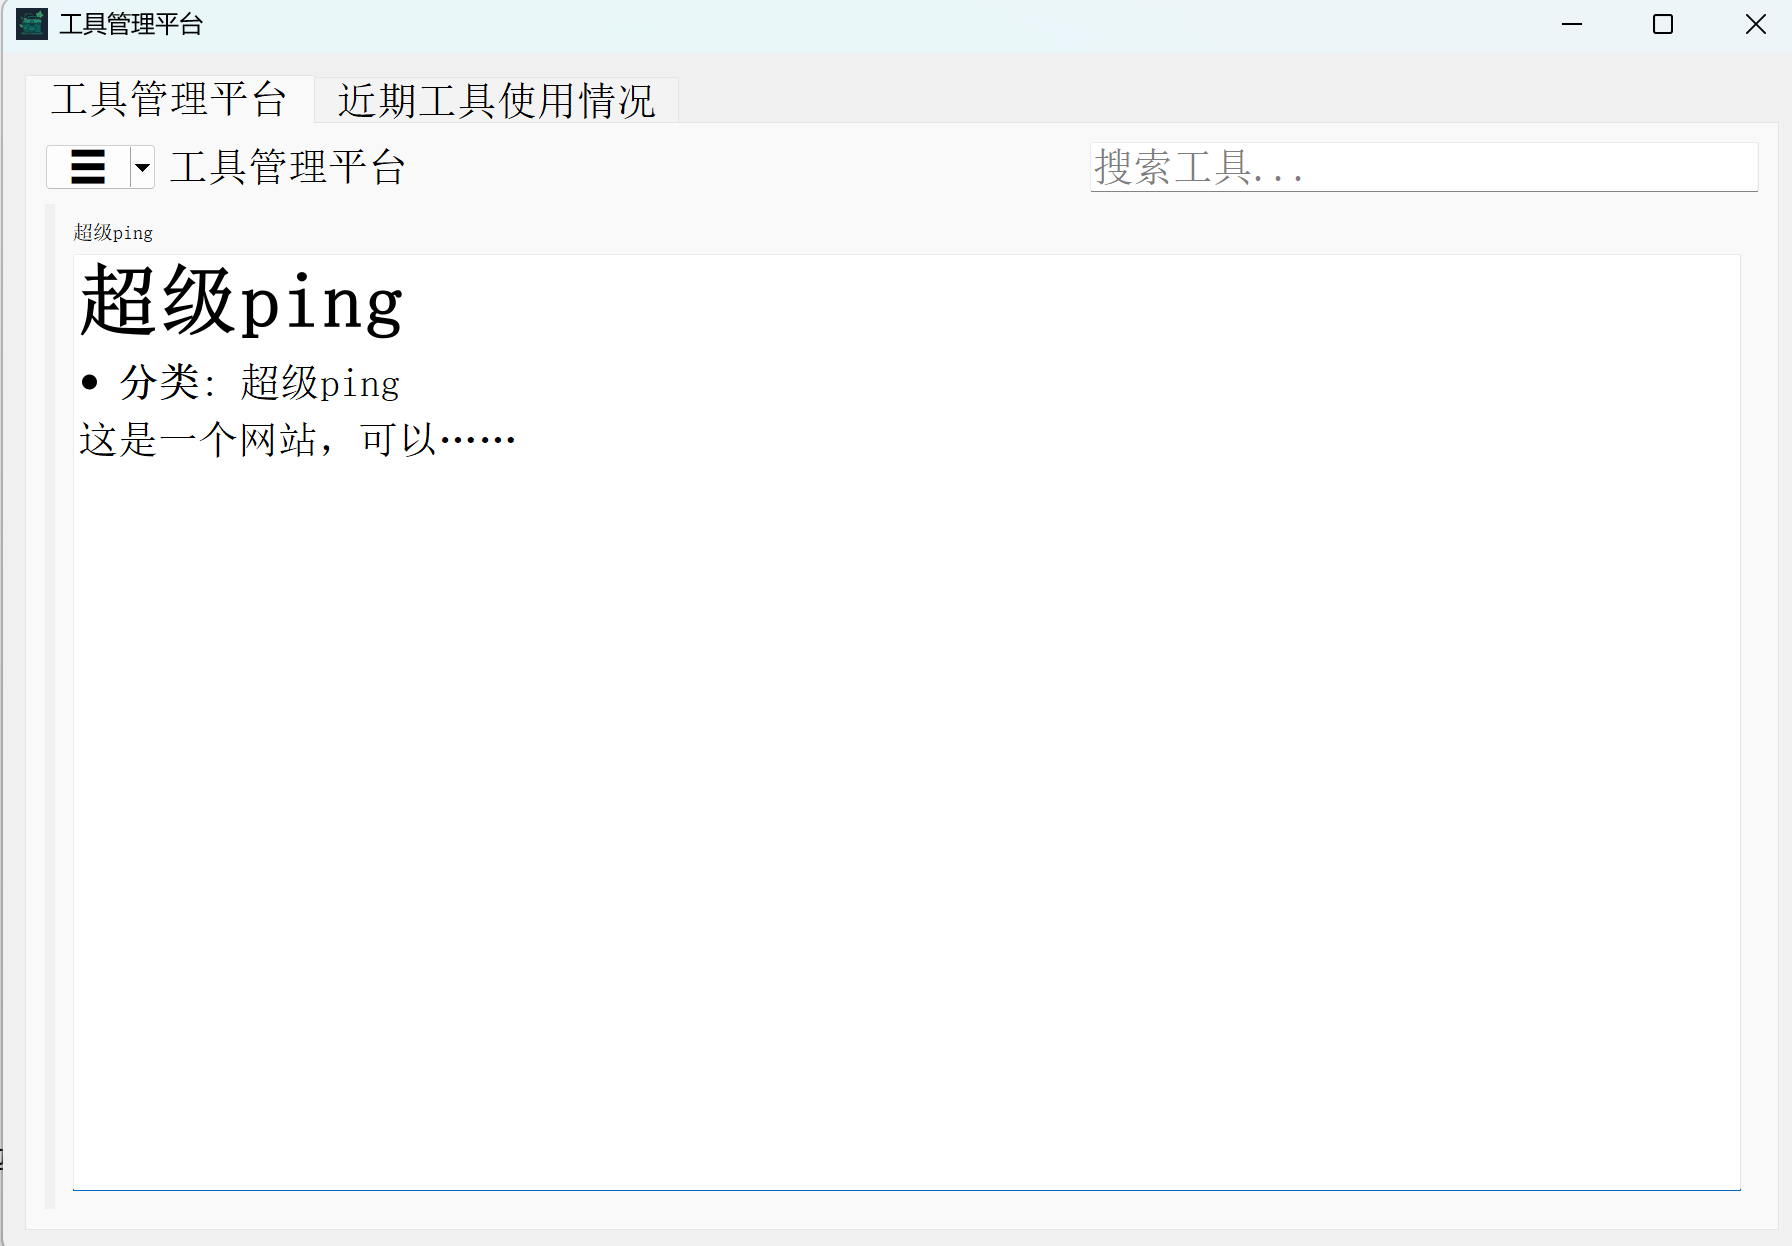 工具管理平台
工具管理平台 近期工具使用情况
工具管理平台 搜索工具...
超级ping
超级ping
• 分类: 超级ping
这是一个网站，可以……